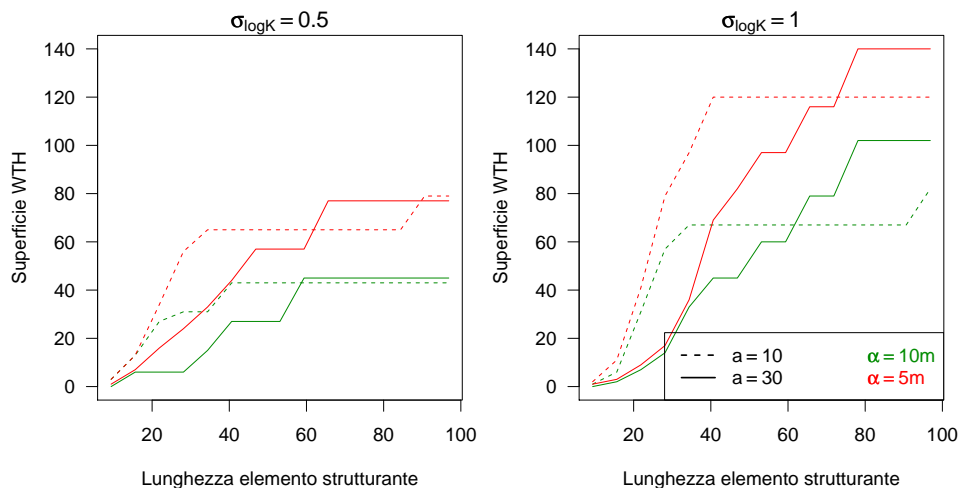 σlogK = 0.5
σlogK = 1
Superficie WTH
140
120
100
80
60
40
20
0
20
40
60
80
100
Lunghezza elemento strutturante
Superficie WTH
140
120
100
80
60
40
20
0
a = 10
α = 10m
a = 30
α = 5m
20
40
60
80
100
Lunghezza elemento strutturante